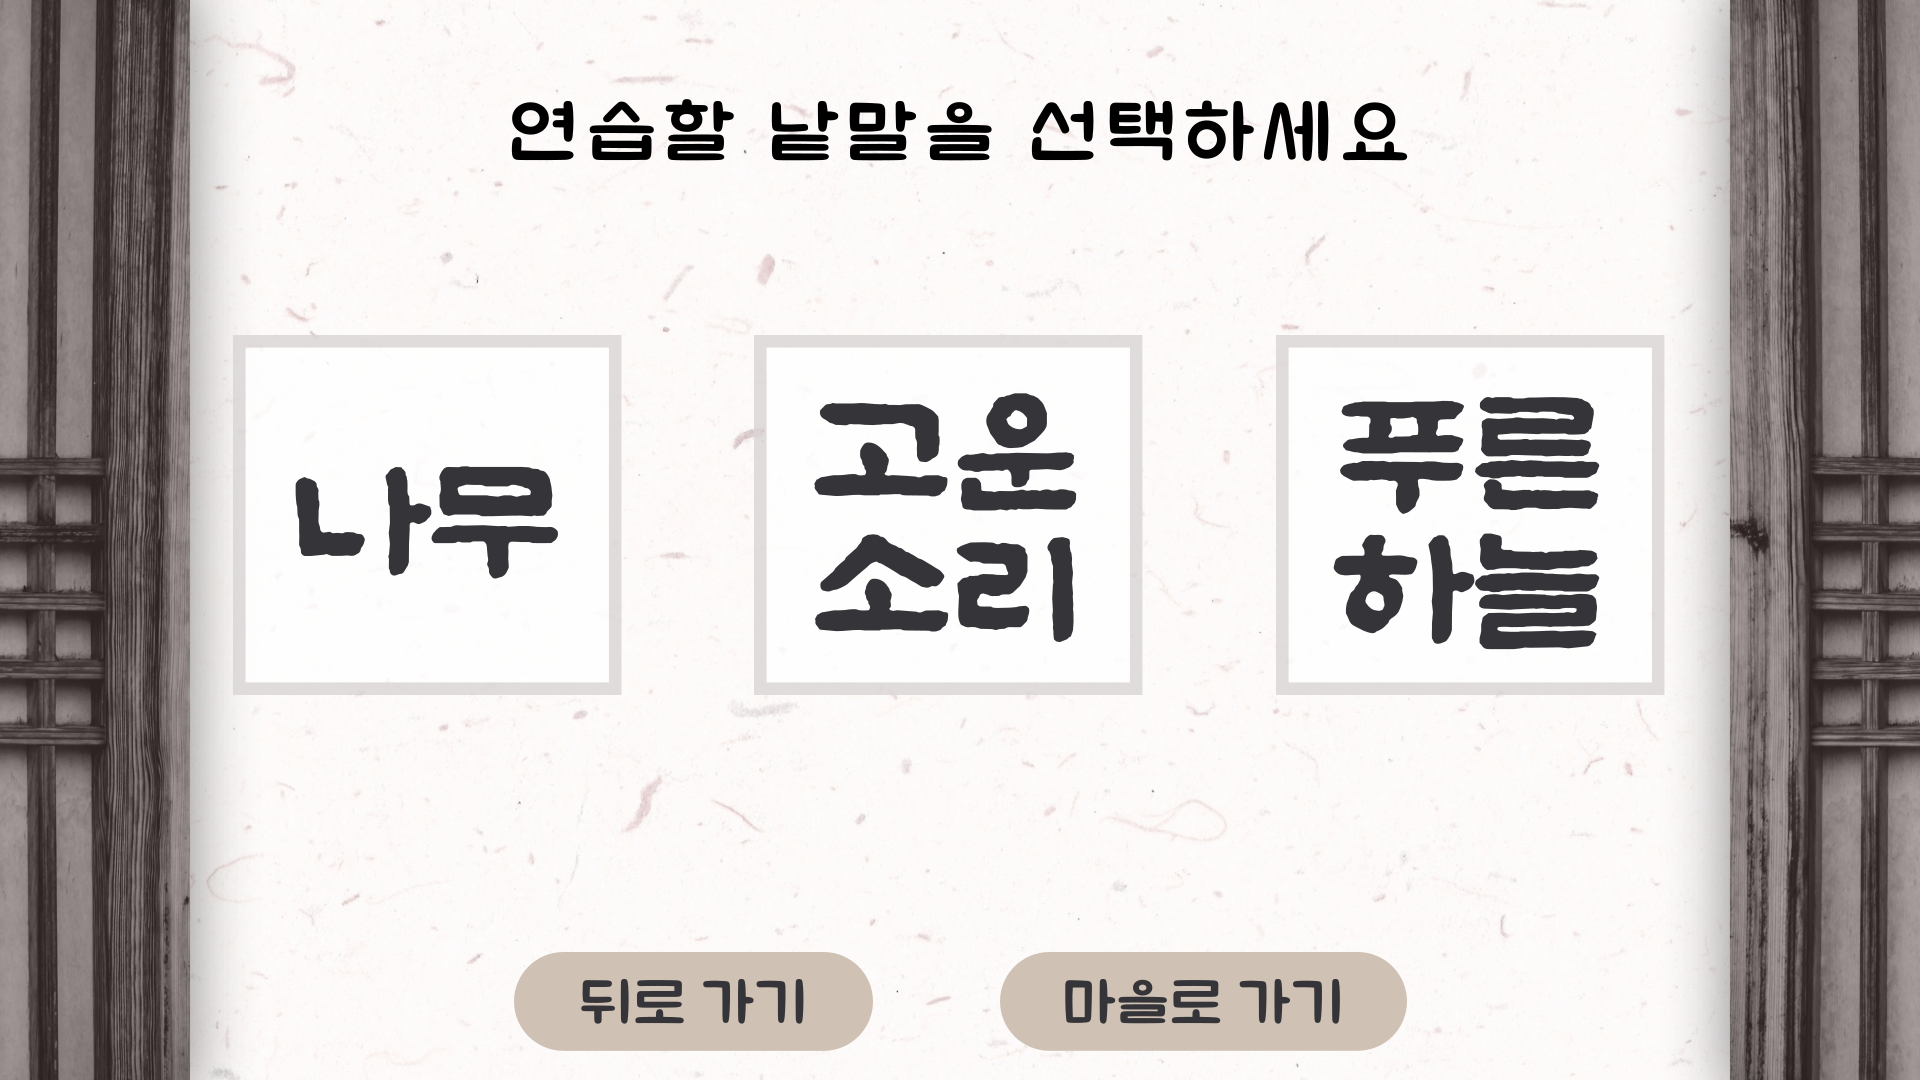 연습할 낱말을 선택하세요
나무
고운
소리
푸른
하늘
뒤로 가기
마을로 가기